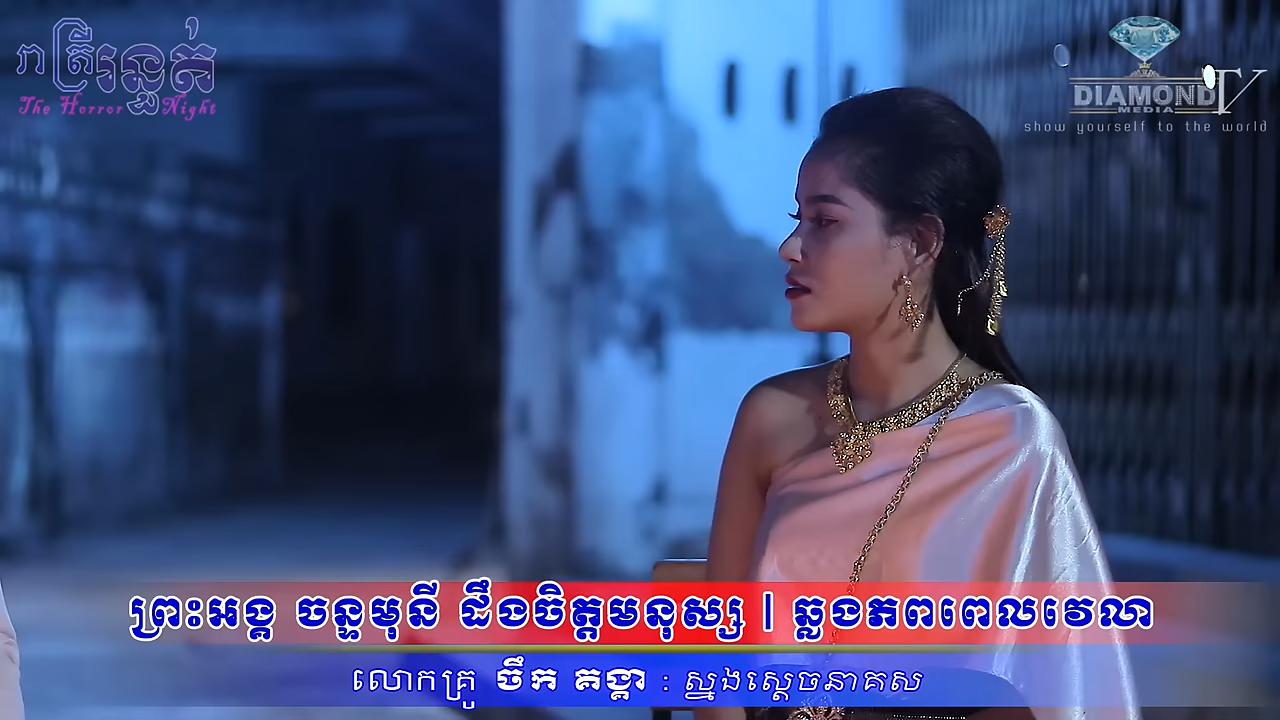 រាត្រីរន្ធត់
The Horror Night
DIAMOND TV
MEDIA
show yourself to the world
ព្រះអង្គ ចន្ទមុនី ដឹងចិត្តមនុស្ស | ឆ្លងភពពេលវេលា
លោកគ្រូ ចឹក គង្គា : ស្នងស្តេចនាគស